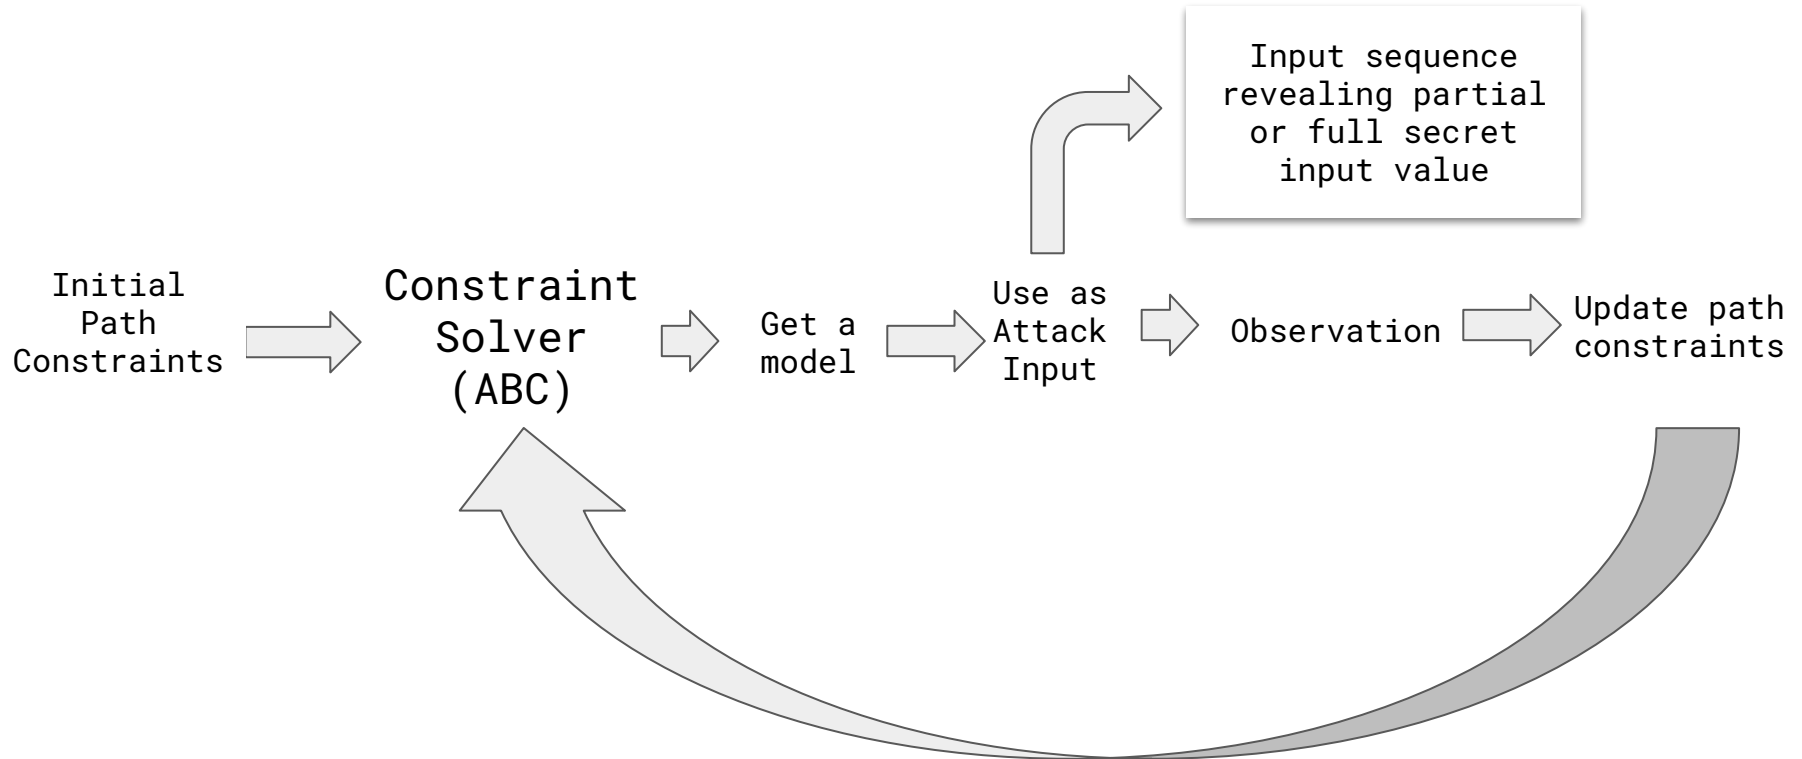 Input sequence
revealing partial
or full secret
input value
Initial
Path
Constraints
Constraint
Solver
(ABC)
Get a
model
Use as
Attack
Input
Observation
Update path
constraints